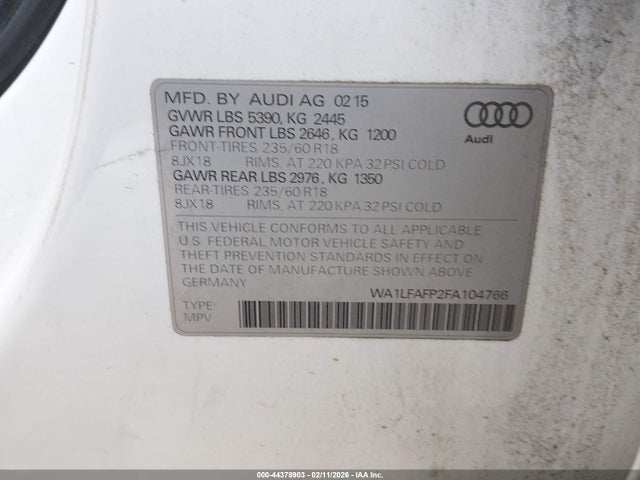 MFD. BY AUDI AG 02 15
GVWR LBS 5390, KG 2445
GAWR FRONT LBS 2646, KG 1200
FRONT-TIRES 235/60 R18
8JX18 RIMS, AT 220 KPA 32 PSI COLD
GAWR REAR LBS 2976, KG 1350
REAR-TIRES 235/60 R18
8JX18 RIMS, AT 220 KPA 32 PSI COLD
Audi
THIS VEHICLE CONFORMS TO ALL APPLICABLE
U.S. FEDERAL MOTOR VEHICLE SAFETY AND
THEFT PREVENTION STANDARDS IN EFFECT ON
THE DATE OF MANUFACTURE SHOWN ABOVE.
GERMANY
WA1LFAFP2FA104766
TYPE:
MPV
000-44378903 - 02/11/2026 - IAA Inc.